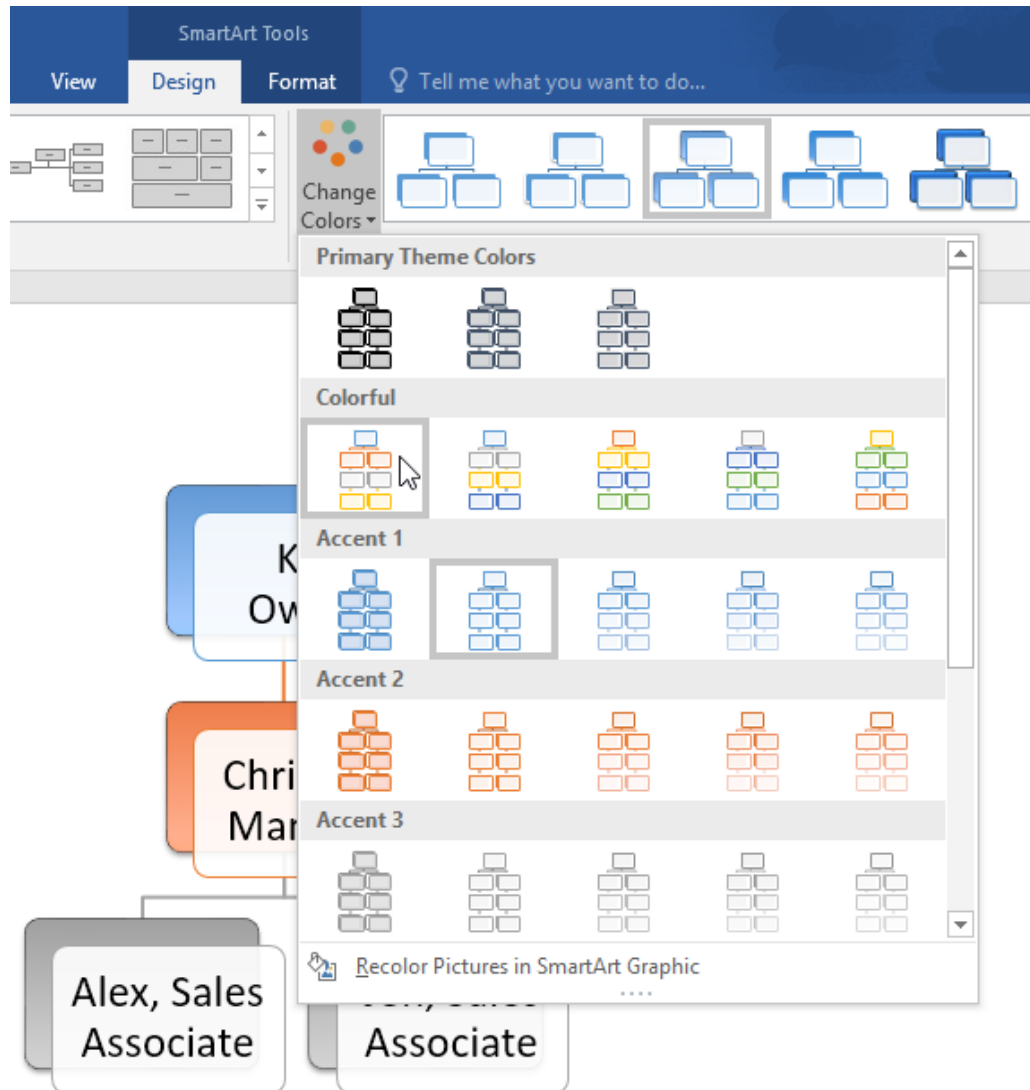 SmartArt Tools
View Design Format Tell me what you want to do...
Change
Colors
Primary Theme Colors
Colorful
Accent 1
Accent 2
Accent 3
Recolor Pictures in SmartArt Graphic
Alex, Sales
Associate
Associate